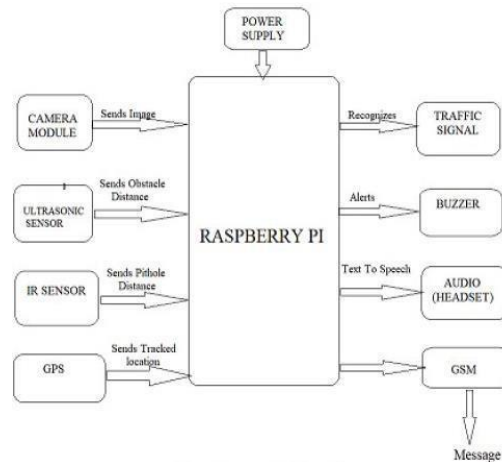 POWER
SUPPLY
CAMERA
MODULE
Sends Image
Recognizes
TRAFFIC
SIGNAL
ULTRASONIC
SENSOR
Sends Obstacle
Distance
RASPBERRY PI
Alerts
BUZZER
IR SENSOR
Sends Pithole
Distance
Text To Speech
AUDIO
(HEADSET)
GPS
Sends Tracked
location
GSM
Message